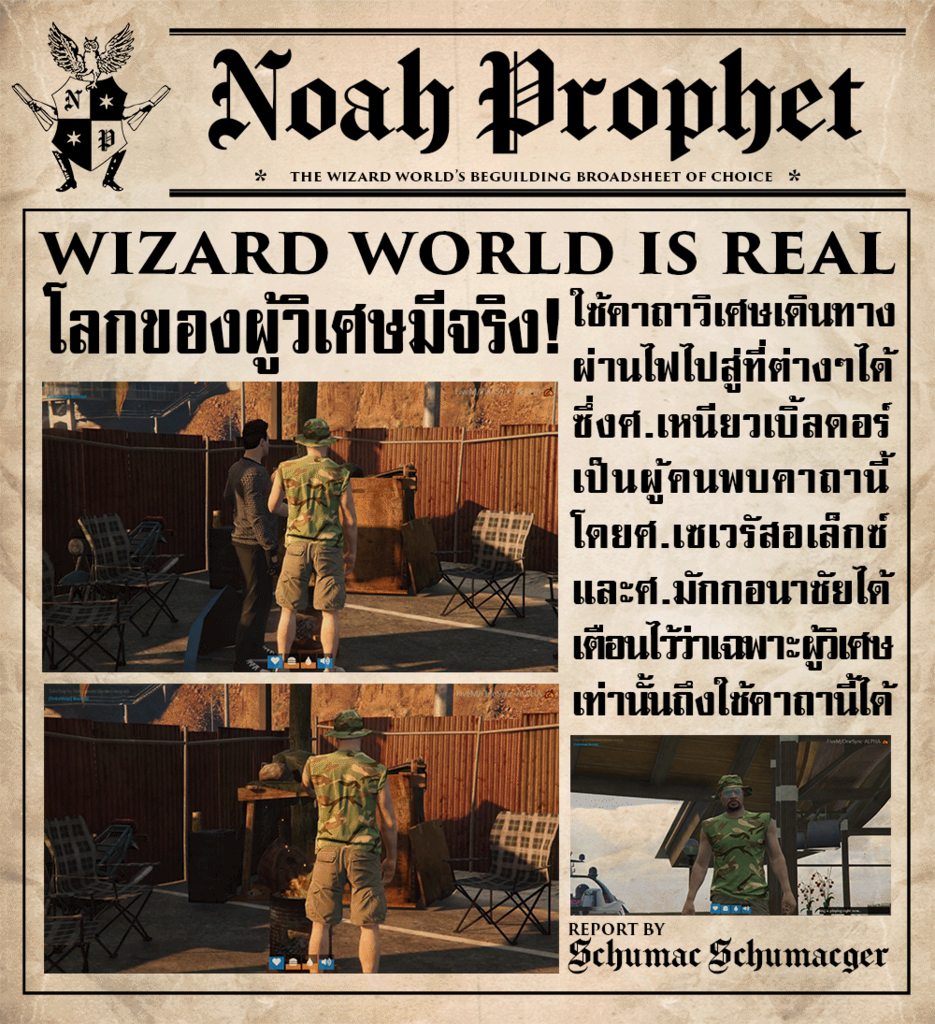 N
P
Noah Prophet
* THE WIZARD WORLD'S BEGUILDING BROADSHEET OF CHOICE *
WIZARD WORLD IS REAL
โลกของผู้วิเศษมีจริง!
ใช้คาถาวิเศษเดินทาง
ผ่านไฟไปสู่ที่ต่างๆได้
ซึ่งศ.เหนียวเบิ้ลดอร์
เป็นผู้ค้นพบคาถานี้
โดยศ.เซเวรัสอเล็กซ์
และศ.มักกอนาชัยได้
เตือนไว้ว่าเฉพาะผู้วิเศษ
เท่านั้นถึงใช้คาถานี้ได้
REPORT BY
Schumac Schumacger